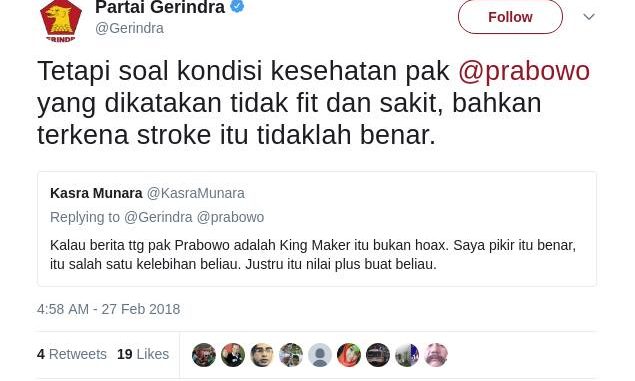 Partai Gerindra
@Gerindra
Follow
GERINDRA
Tetapi soal kondisi kesehatan pak @prabowo
yang dikatakan tidak fit dan sakit, bahkan
terkena stroke itu tidaklah benar.
Kasra Munara @KasraMunara
Replying to @Gerindra @prabowo
Kalau berita ttg pak Prabowo adalah King Maker itu bukan hoax. Saya pikir itu benar,
itu salah satu kelebihan beliau. Justru itu nilai plus buat beliau.
4:58 AM - 27 Feb 2018
4 Retweets 19 Likes